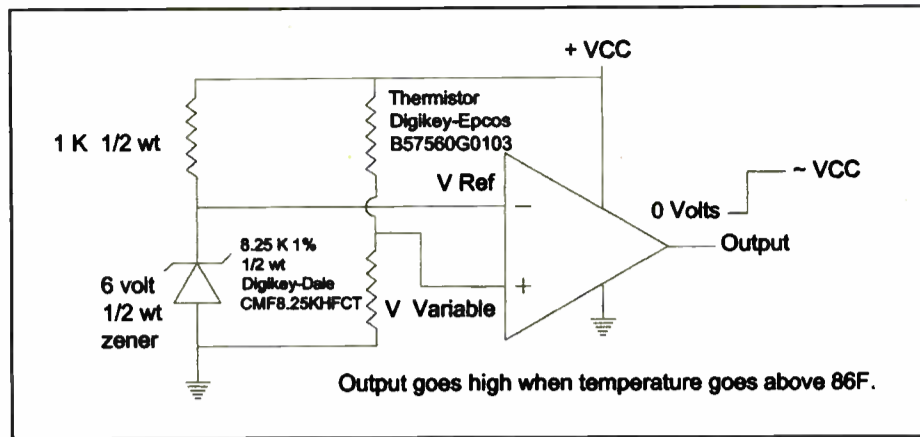 + VCC
Thermistor
Digikey-Epcos
B57560G0103
1 K 1/2 wt
V Ref
~ VCC
0 Volts
−
Output
8.25 K 1%
1/2 wt
Digikey-Dale
CMF8.25KHFCT
6 volt
1/2 wt
zener
+
V Variable
Output goes high when temperature goes above 86F.